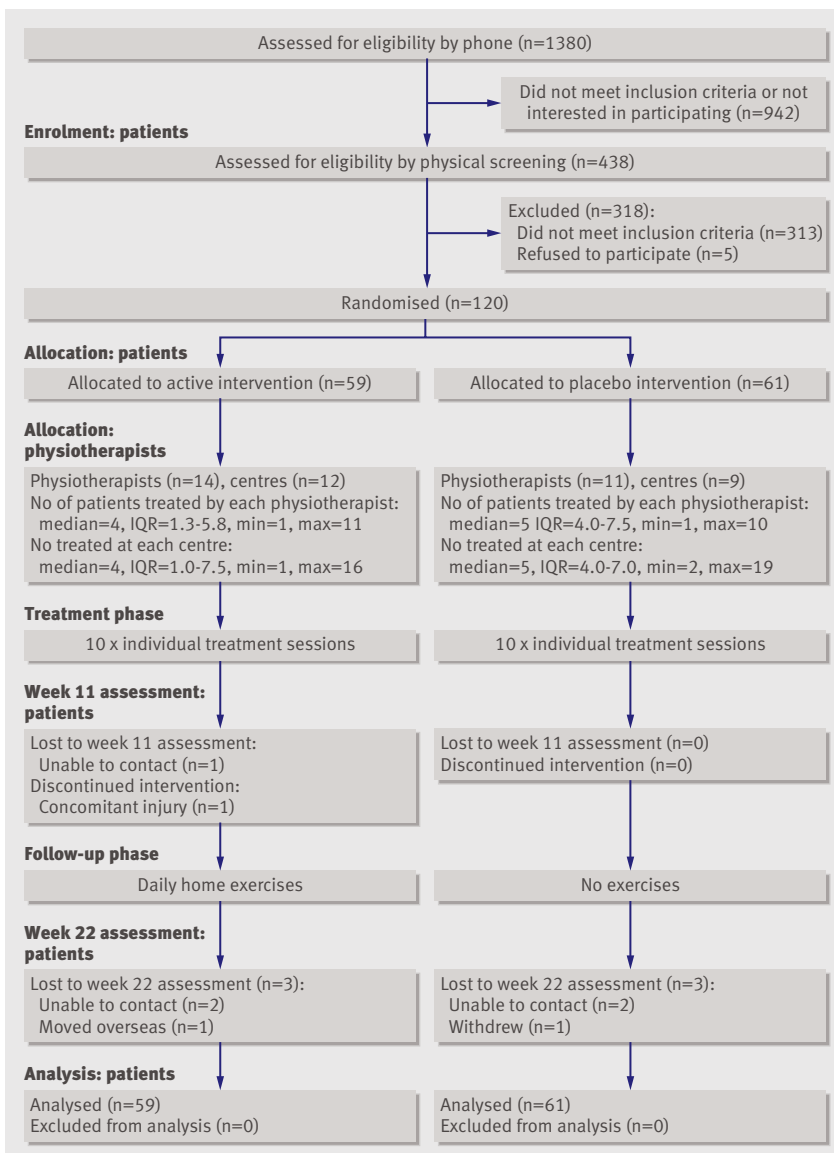 Assessed for eligibility by phone (n=1380)
Did not meet inclusion criteria or not
interested in participating (n=942)
Enrolment: patients
Assessed for eligibility by physical screening (n=438)
Excluded (n=318):
Did not meet inclusion criteria (n=313)
Refused to participate (n=5)
Randomised (n=120)
Allocation: patients
Allocated to active intervention (n=59)
Allocated to placebo intervention (n=61)
Allocation:
physiotherapists
Physiotherapists (n=14), centres (n=12)
No of patients treated by each physiotherapist:
median=4, IQR=1.3-5.8, min=1, max=11
No treated at each centre:
median=4, IQR=1.0-7.5, min=1, max=16
Physiotherapists (n=11), centres (n=9)
No of patients treated by each physiotherapist:
median=5 IQR=4.0-7.5, min=1, max=10
No treated at each centre:
median=5, IQR=4.0-7.0, min=2, max=19
Treatment phase
10 x individual treatment sessions
10 x individual treatment sessions
Week 11 assessment:
patients
Lost to week 11 assessment:
Unable to contact (n=1)
Discontinued intervention:
Concomitant injury (n=1)
Lost to week 11 assessment (n=0)
Discontinued intervention (n=0)
Follow-up phase
Daily home exercises
No exercises
Week 22 assessment:
patients
Lost to week 22 assessment (n=3):
Unable to contact (n=2)
Moved overseas (n=1)
Lost to week 22 assessment (n=3):
Unable to contact (n=2)
Withdrew (n=1)
Analysis: patients
Analysed (n=59)
Excluded from analysis (n=0)
Analysed (n=61)
Excluded from analysis (n=0)